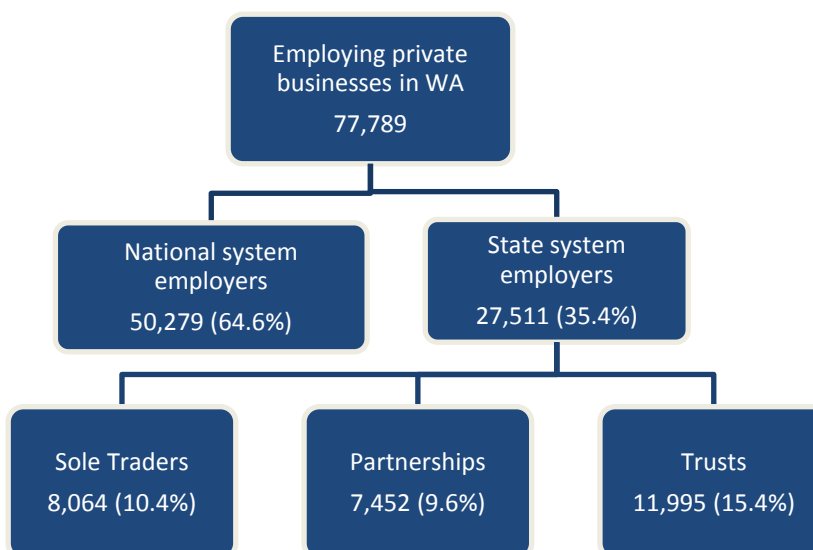 Employing private
businesses in WA
77,789
National system
employers
50,279 (64.6%)
State system
employers
27,511 (35.4%)
Sole Traders
8,064 (10.4%)
Partnerships
7,452 (9.6%)
Trusts
11,995 (15.4%)